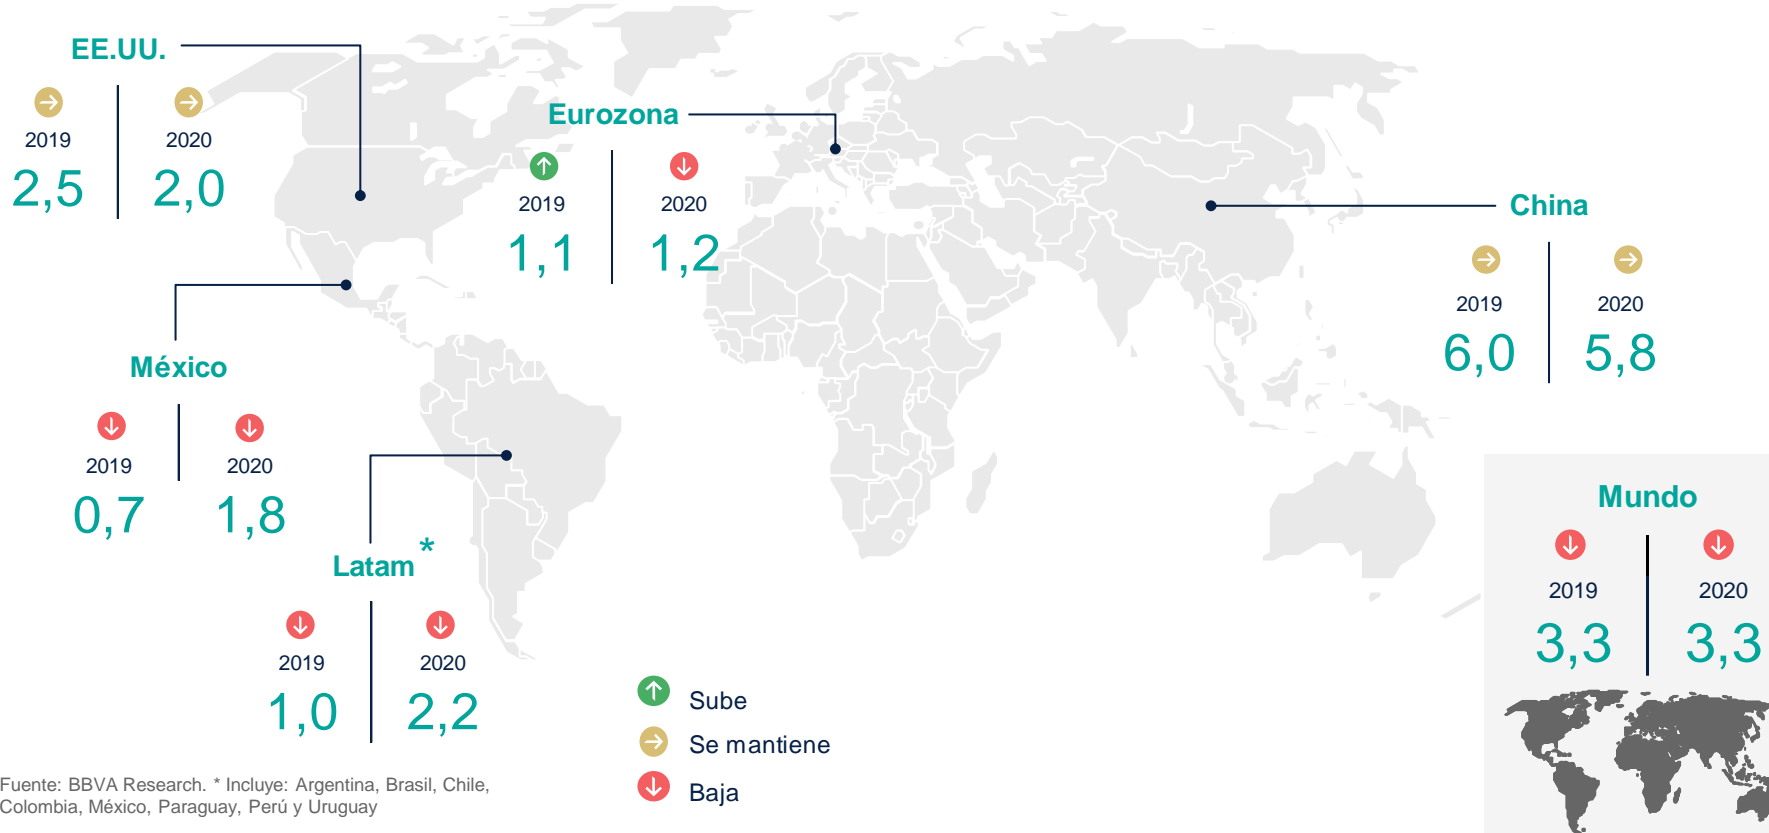 EE.UU.
2019
2020
2,5
2,0
Eurozona
2019
2020
1,1
1,2
China
2019
2020
6,0
5,8
México
2019
2020
0,7
1,8
Latam *
2019
2020
1,0
2,2
Mundo
2019
2020
3,3
3,3
Sube
Se mantiene
Baja
Fuente: BBVA Research. * Incluye: Argentina, Brasil, Chile,
Colombia, México, Paraguay, Perú y Uruguay